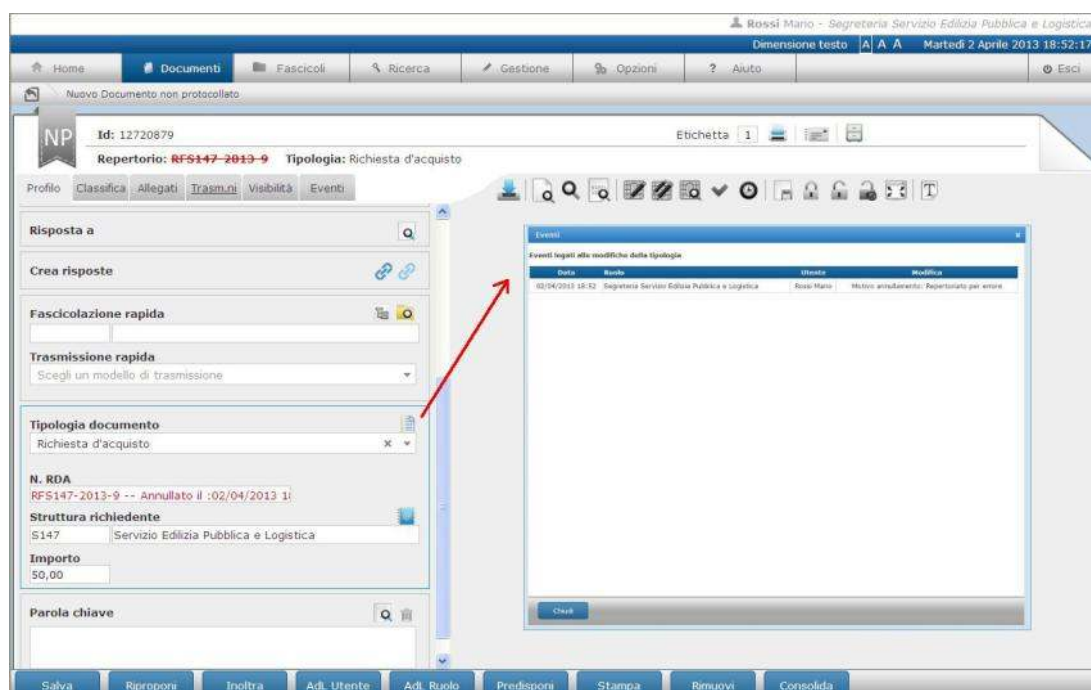 Rossi Mario - Segreteria Servizio Edilizia Pubblica e Logistica
Dimensione testo A A A Martedì 2 Aprile 2013 18:52:17
Home Documenti Fascicoli Ricerca Gestione Opzioni ? Aiuto Esci
Nuovo Documento non protocollato
NP Id: 12720879 Etichetta 1
Repertorio: RFS147-2013-9 Tipologia: Richiesta d'acquisto
Profilo Classifica Allegati Trasm.ni Visibilità Eventi
Risposta a
Crea risposte
Fascicolazione rapida
Trasmissione rapida
Scegli un modello di trasmissione
Tipologia documento
Richiesta d'acquisto
N. RDA
RFS147-2013-9 -- Annullato il :02/04/2013 1
Struttura richiedente
S147 Servizio Edilizia Pubblica e Logistica
Importo
50,00
Parola chiave
Eventi
Eventi legati alle modifiche della tipologia
Data Ruolo Utente Modifica
02/04/2013 18:52 Segreteria Servizio Edilizia Pubblica e Logistica Rossi Mario Motivo annullamento: Repertoriato per errore
Chiudi
Salva Riproponi Inoltra AdL Utente AdL Ruolo Predisponi Stampa Rimuovi Consolida